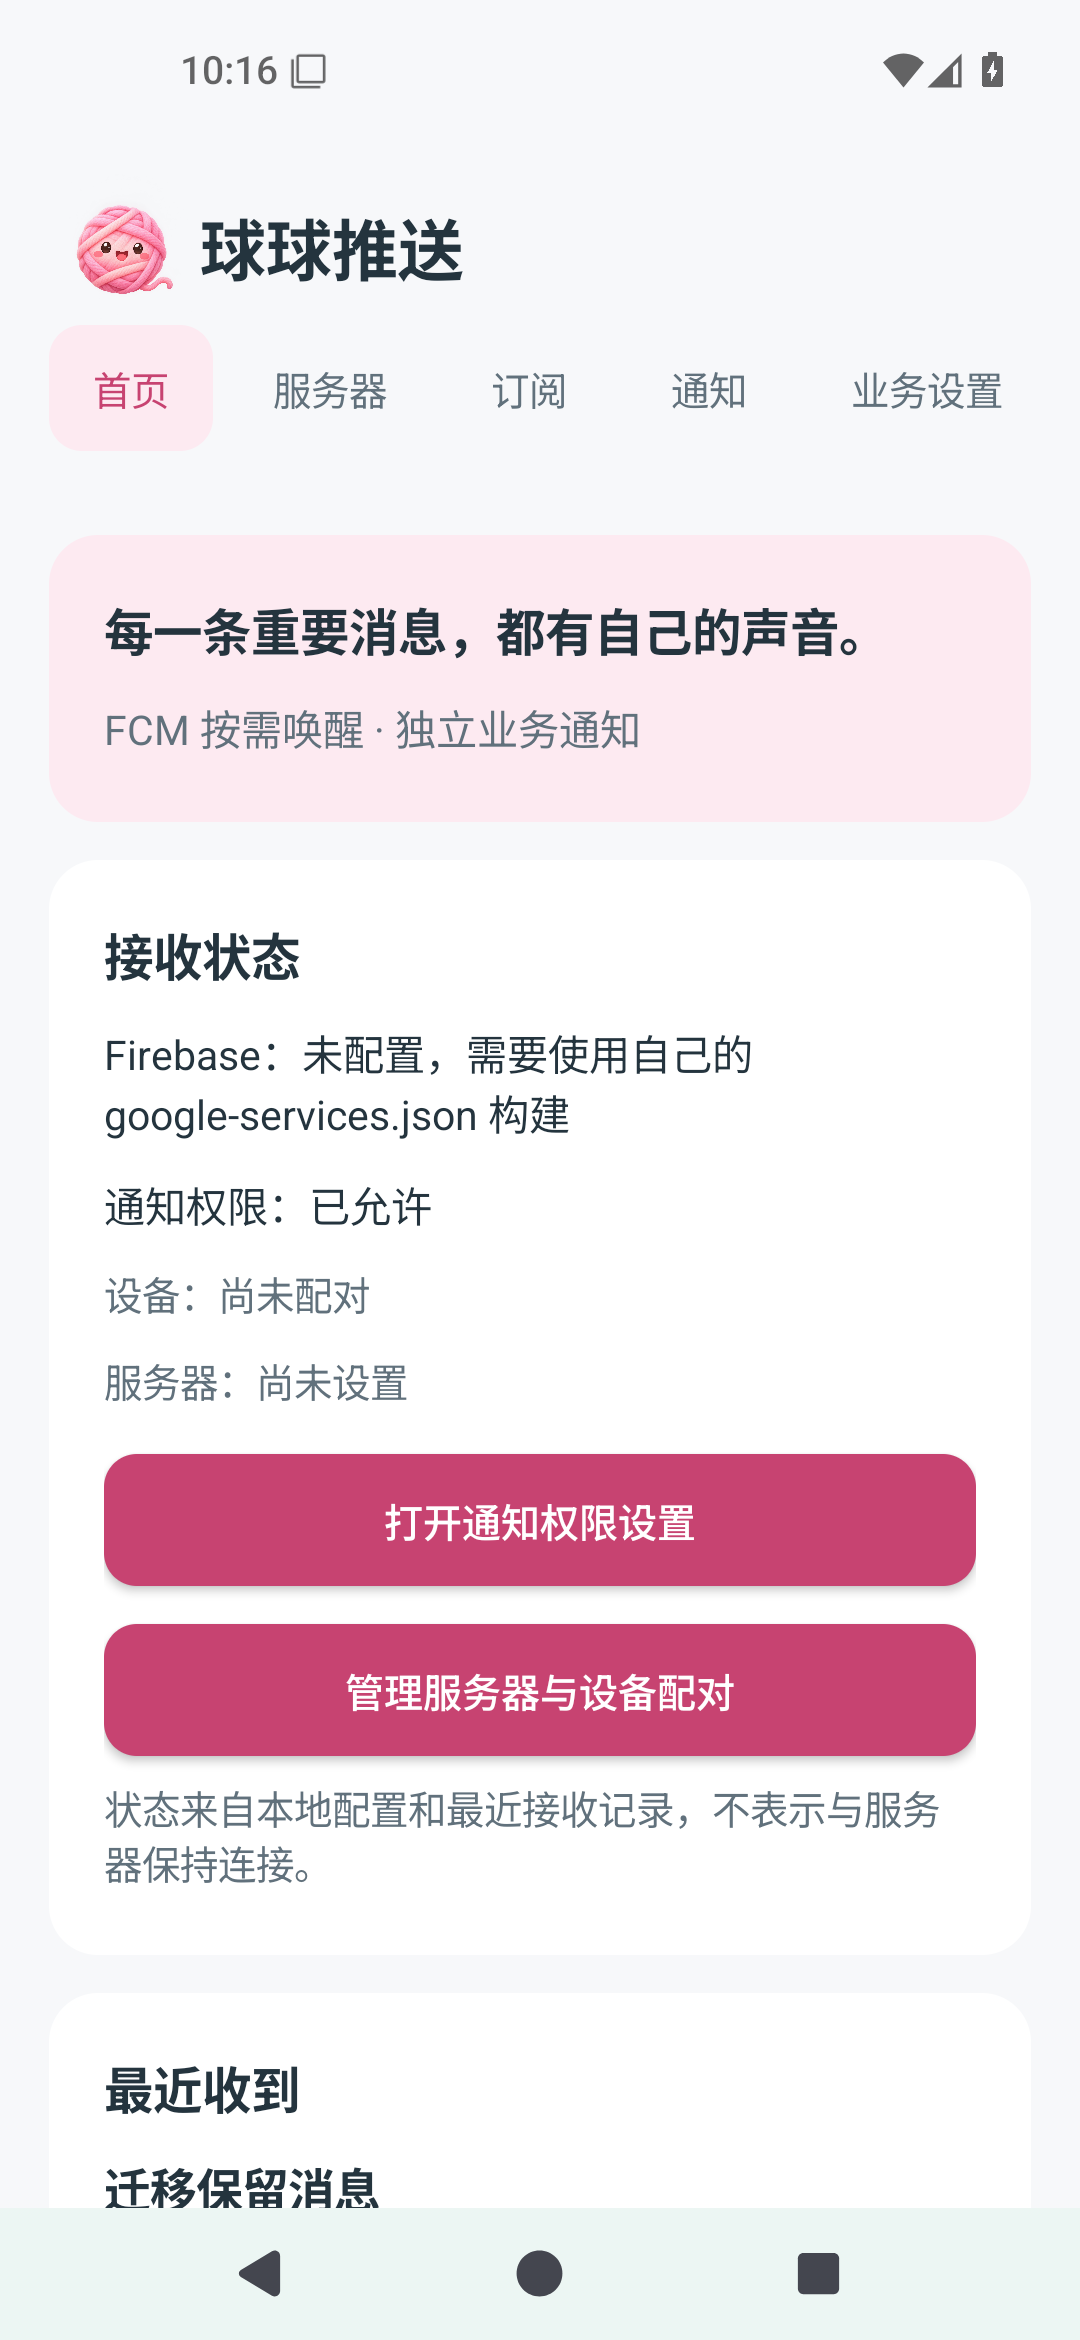 10:16
球球推送
首页 服务器 订阅 通知 业务设置
每一条重要消息，都有自己的声音。
FCM 按需唤醒 · 独立业务通知
接收状态
Firebase：未配置，需要使用自己的
google-services.json 构建
通知权限：已允许
设备：尚未配对
服务器：尚未设置
打开通知权限设置
管理服务器与设备配对
状态来自本地配置和最近接收记录，不表示与服务
器保持连接。
最近收到
迁移保留消息